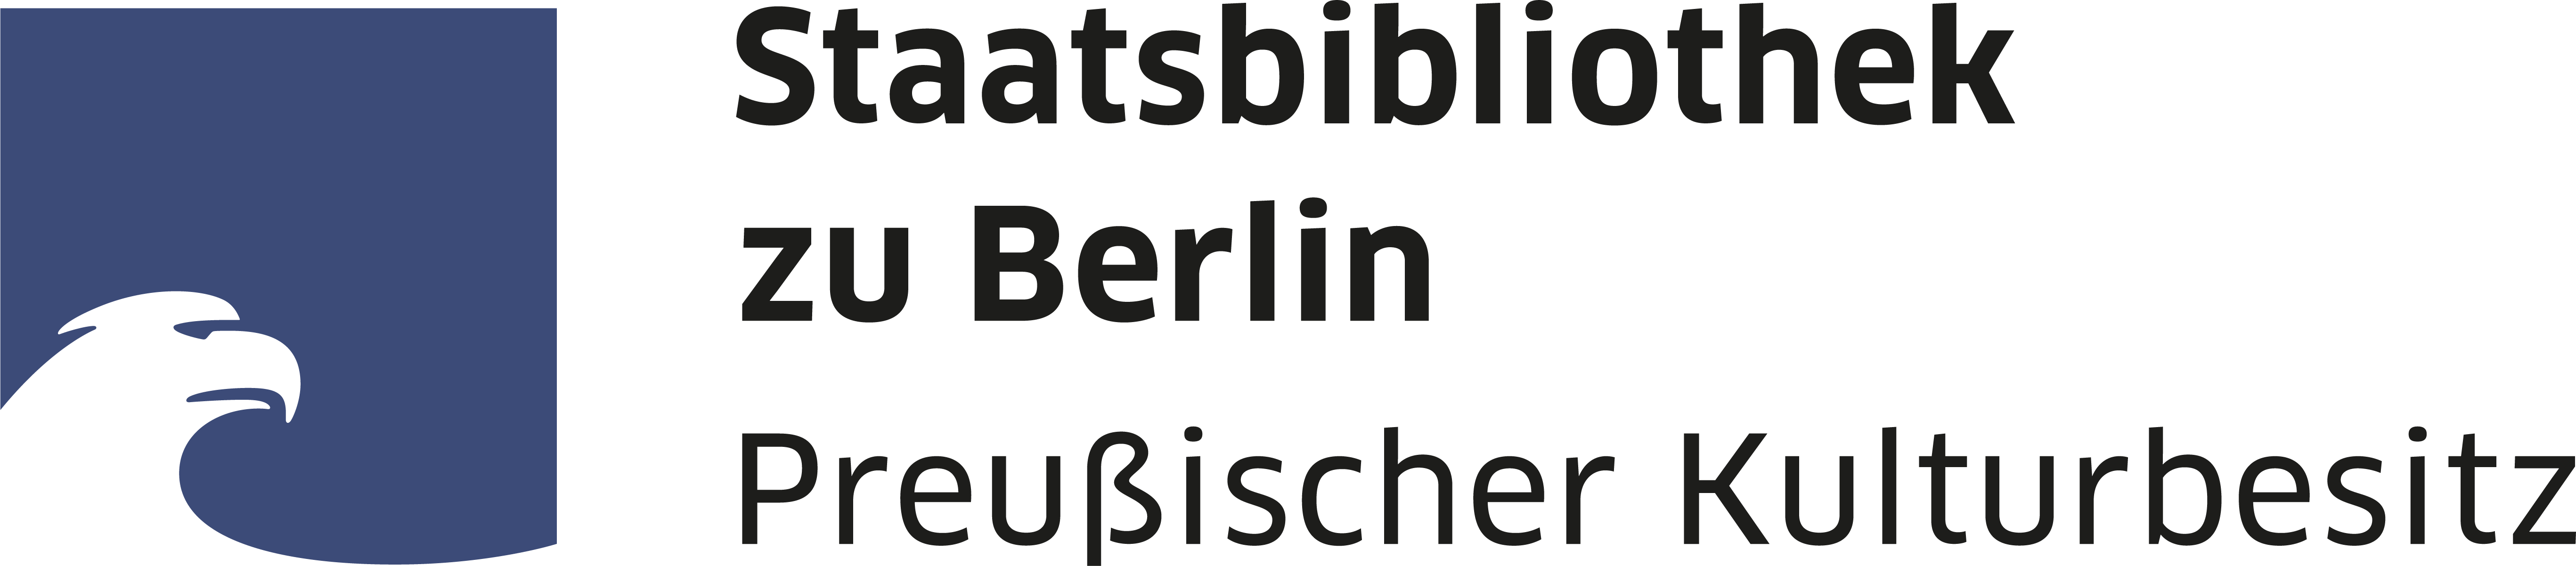 Staatsbibliothek
zu Berlin
Preußischer Kulturbesitz